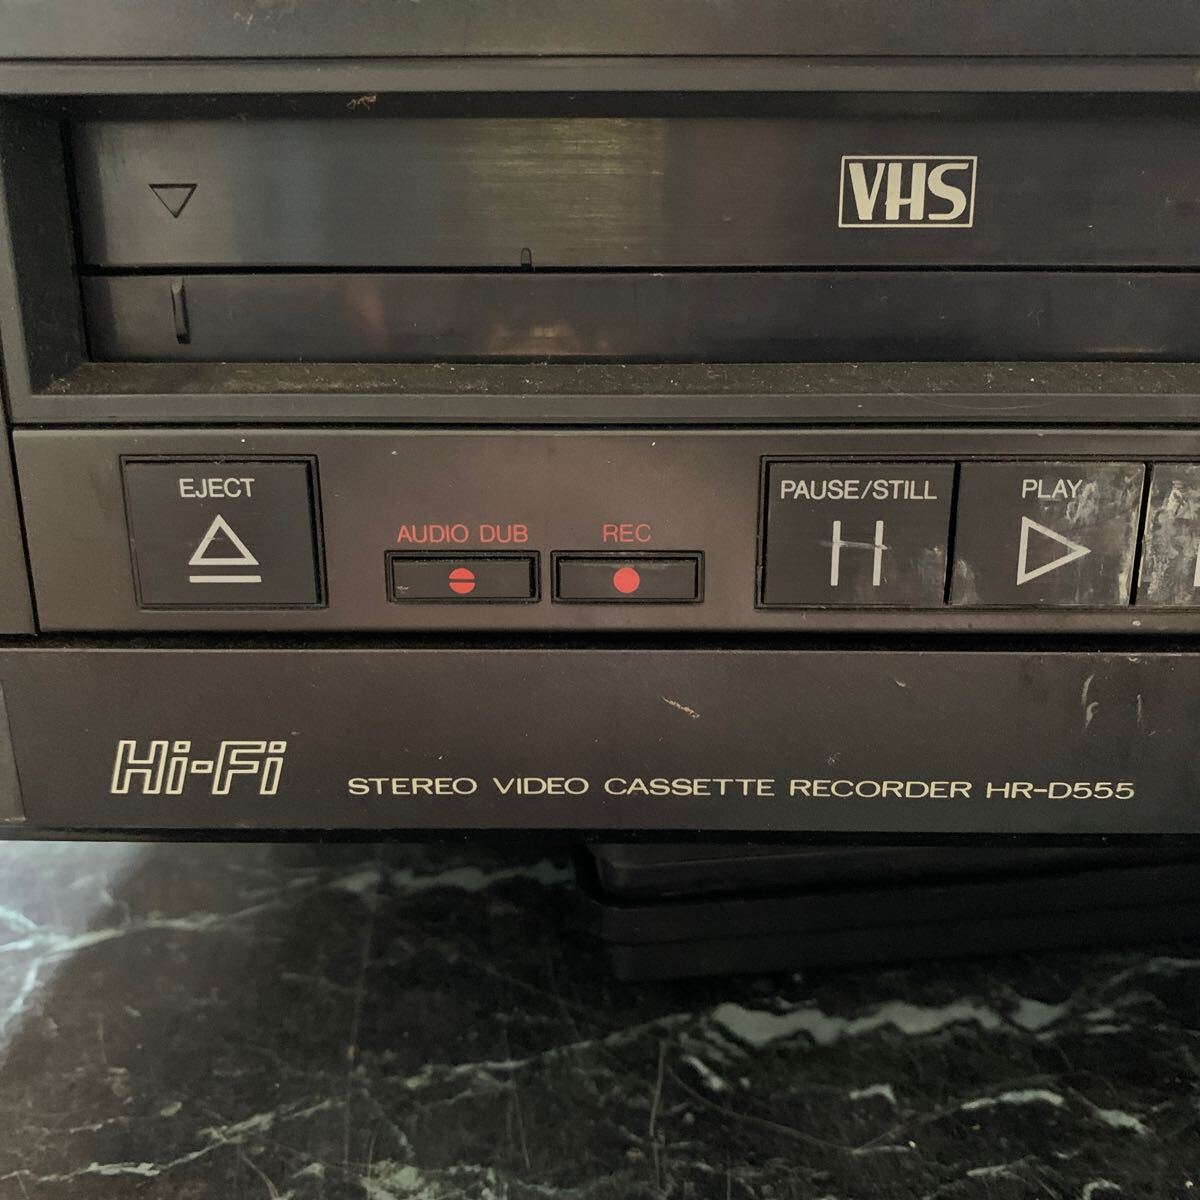 VHS
EJECT
AUDIO DUB
REC
PAUSE/STILL
PLAY
Hi-Fi
STEREO VIDEO CASSETTE RECORDER HR-D555